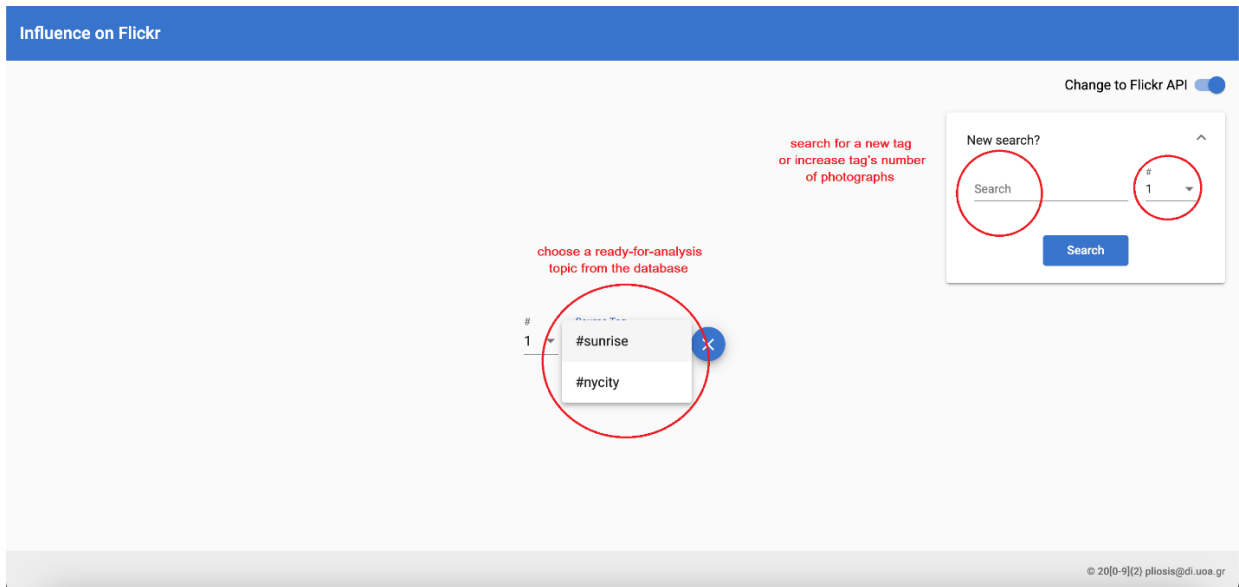 Influence on Flickr
Change to Flickr API
New search?
search for a new tag
or increase tag's number
of photographs
#
Search
1
Search
choose a ready-for-analysis
topic from the database
#
Source Tag
1
#sunrise
#nycity
© 20[0-9]{2} pliosis@di.uoa.gr